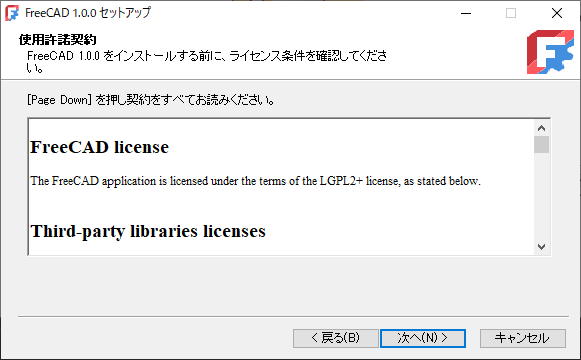 FreeCAD 1.0.0 セットアップ
使用許諾契約
FreeCAD 1.0.0 をインストールする前に、ライセンス条件を確認してくださ
い。
[Page Down] を押し契約をすべてお読みください。
FreeCAD license
The FreeCAD application is licensed under the terms of the LGPL2+ license, as stated below.
Third-party libraries licenses
< 戻る(B) 次へ(N) > キャンセル